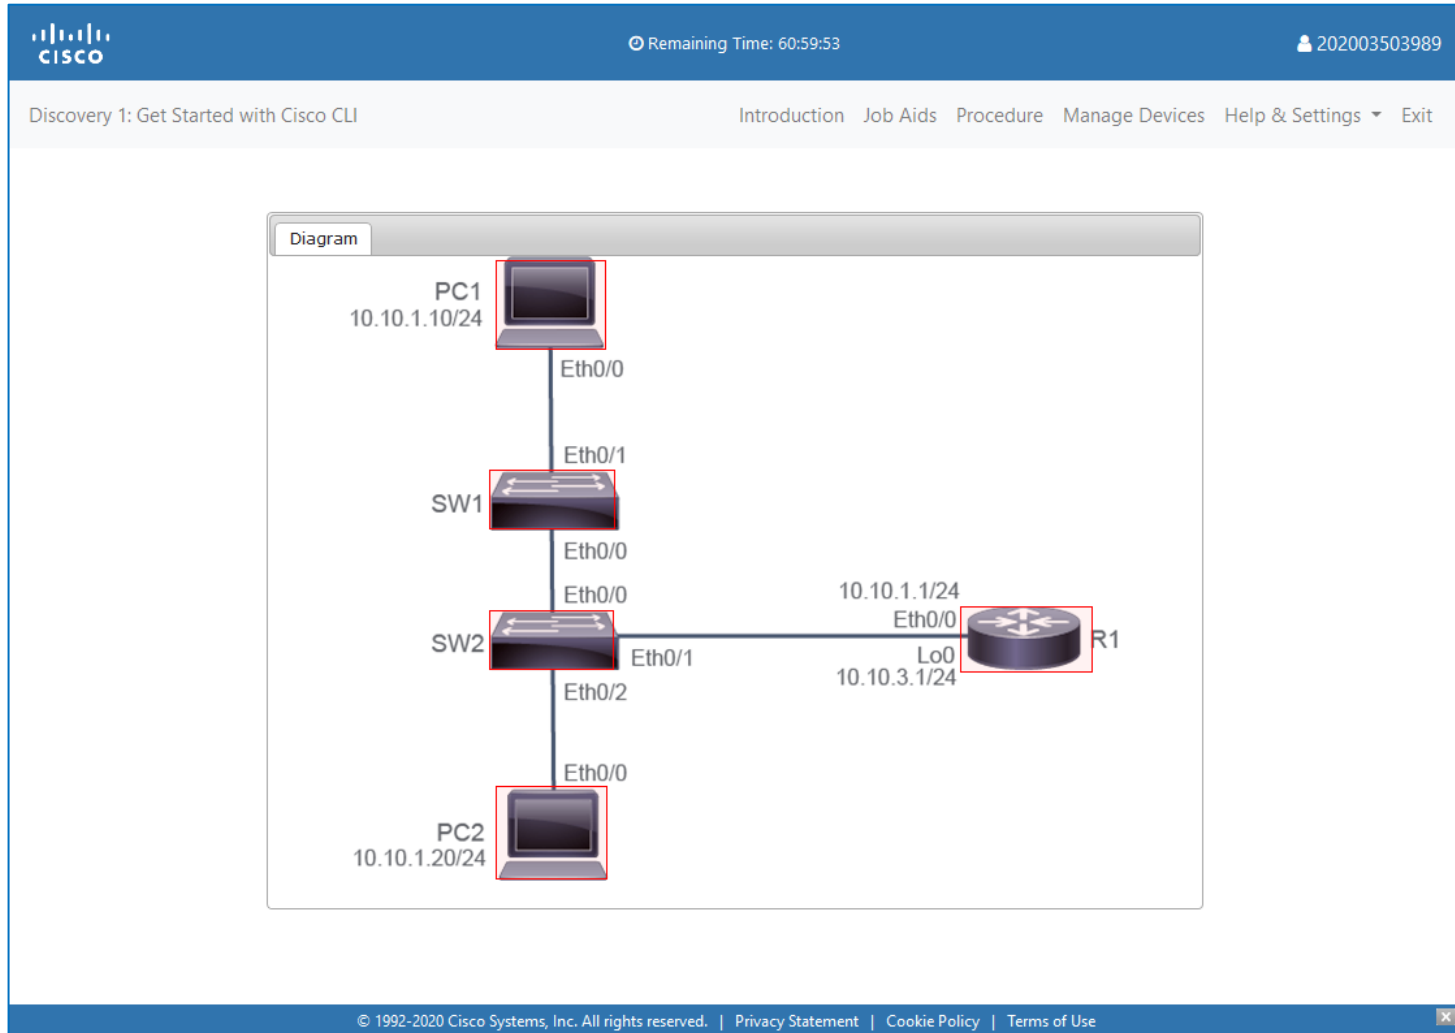 CISCO
Remaining Time: 60:59:53
202003503989
Discovery 1: Get Started with Cisco CLI
Introduction Job Aids Procedure Manage Devices Help & Settings Exit
Diagram
PC1
10.10.1.10/24
Eth0/0
Eth0/1
SW1
Eth0/0
Eth0/0
10.10.1.1/24
Eth0/0
SW2
Eth0/1
Lo0
R1
10.10.3.1/24
Eth0/2
Eth0/0
PC2
10.10.1.20/24
© 1992-2020 Cisco Systems, Inc. All rights reserved. | Privacy Statement | Cookie Policy | Terms of Use